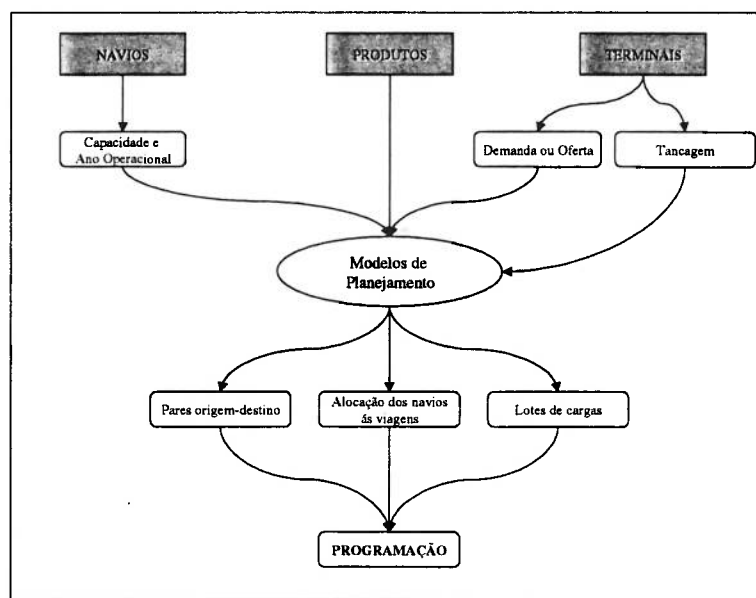 NAVIOS
PRODUTOS
TERMINAIS
Capacidade e
Ano Operacional
Demanda ou Oferta
Tancagem
Modelos de
Planejamento
Pares origem-destino
Alocação dos navios
ás viagens
Lotes de cargas
PROGRAMAÇÃO